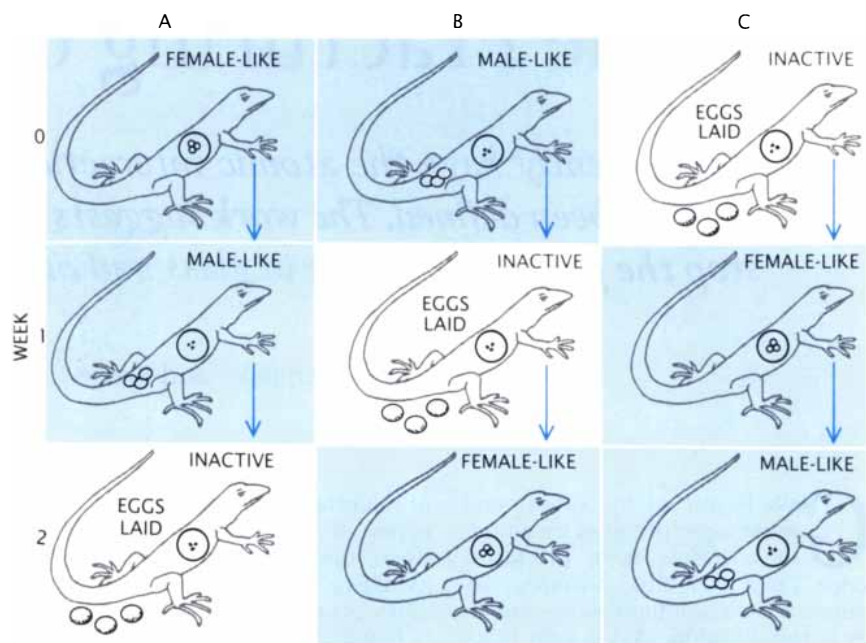 A
B
C
FEMALE-LIKE
MALE-LIKE
INACTIVE
EGGS
LAID
0
MALE-LIKE
INACTIVE
EGGS
LAID
FEMALE-LIKE
WEEK
1
INACTIVE
EGGS
LAID
FEMALE-LIKE
MALE-LIKE
2